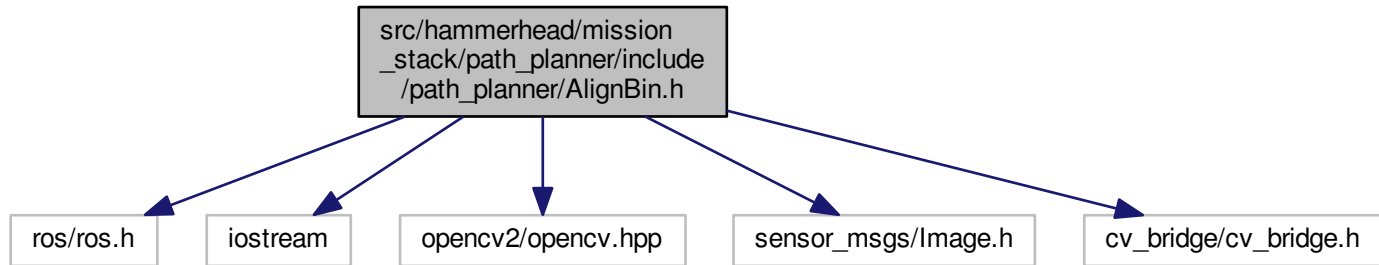 src/hammerhead/mission
_stack/path_planner/include
/path_planner/AlignBin.h
ros/ros.h
iostream
opencv2/opencv.hpp
sensor_msgs/Image.h
cv_bridge/cv_bridge.h